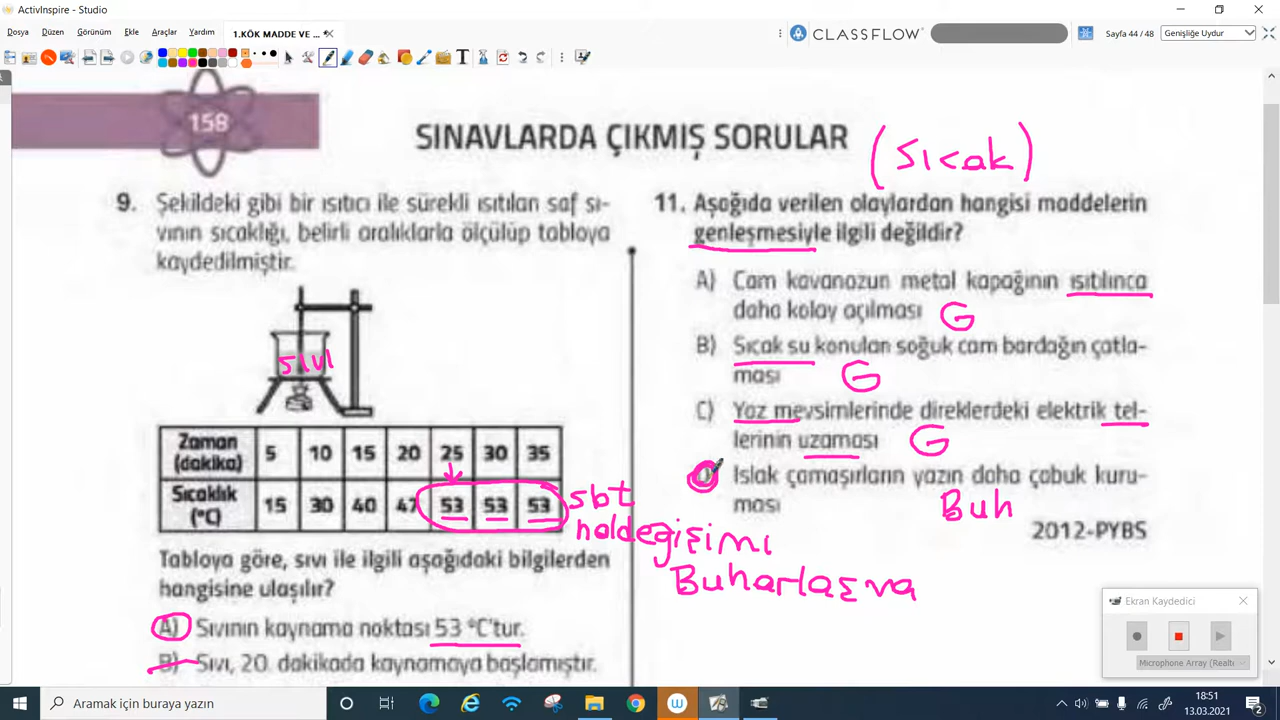 ActivInspire - Studio
Dosya Düzen Görünüm Ekle Araçlar Yardım
1.KÖK MADDE VE ...
CLASSFLOW
Sayfa 44 / 48
Genişliğe Uydur
158
SINAVLARDA ÇIKMIŞ SORULAR
(Sıcak)
9. Şekildeki gibi bir ısıtıcı ile sürekli ısıtılan saf sı-
vının sıcaklığı, belirli aralıklarla ölçülüp tabloya
kaydedilmiştir.
SIVI
Zaman (dakika) 5 10 15 20 25 30 35
Sıcaklık (°C) 15 30 40 47 53 53 53
sbt
haldeğişimi
Buharlaşma
Tabloya göre, sıvı ile ilgili aşağıdaki bilgilerden
hangisine ulaşılır?
A) Sıvının kaynama noktası 53 °C'tur.
B) Sıvı, 20. dakikada kaynamaya başlamıştır.
11. Aşağıda verilen olaylardan hangisi maddelerin
genleşmesiyle ilgili değildir?
A) Cam kavanozun metal kapağının ısıtılınca
daha kolay açılması G
B) Sıcak su konulan soğuk cam bardağın çatla-
ması G
C) Yaz mevsimlerinde direklerdeki elektrik tel-
lerinin uzaması G
D) Islak çamaşırların yazın daha çabuk kuru-
ması Buh
2012-PYBS
Ekran Kaydedici
Microphone Array (Realte
Aramak için buraya yazın
18:51
13.03.2021
2